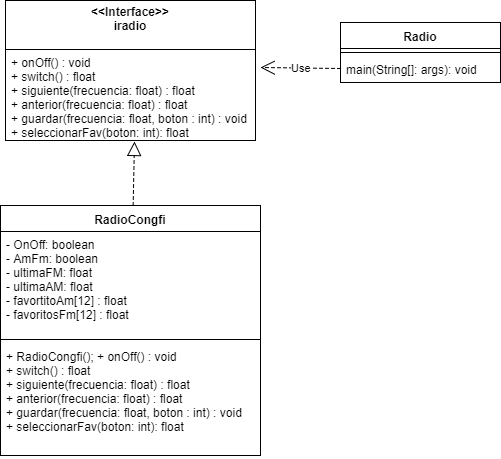 <<Interface>>
iradio
+ onOff() : void
+ switch() : float
+ siguiente(frecuencia: float) : float
+ anterior(frecuencia: float) : float
+ guardar(frecuencia: float, boton : int) : void
+ seleccionarFav(boton: int): float
Use
Radio
main(String[]: args): void
RadioCongfi
- OnOff: boolean
- AmFm: boolean
- ultimaFM: float
- ultimaAM: float
- favortitoAm[12] : float
- favoritosFm[12] : float
+ RadioCongfi(); + onOff() : void
+ switch() : float
+ siguiente(frecuencia: float) : float
+ anterior(frecuencia: float) : float
+ guardar(frecuencia: float, boton : int) : void
+ seleccionarFav(boton: int): float